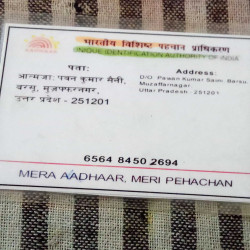 भारतीय विशिष्ट पहचान प्राधिकरण
UNIQUE IDENTIFICATION AUTHORITY OF INDIA
AADHAAR
पता:
आत्मजा: पवन कुमार सैनी,
बरसू, मुज़फ्फरनगर,
उत्तर प्रदेश - 251201
Address:
D/O: Pawan Kumar Saini, Barsu,
Muzaffarnagar,
Uttar Pradesh, 251201
6564 8450 2694
MERA AADHAAR, MERI PEHACHAN